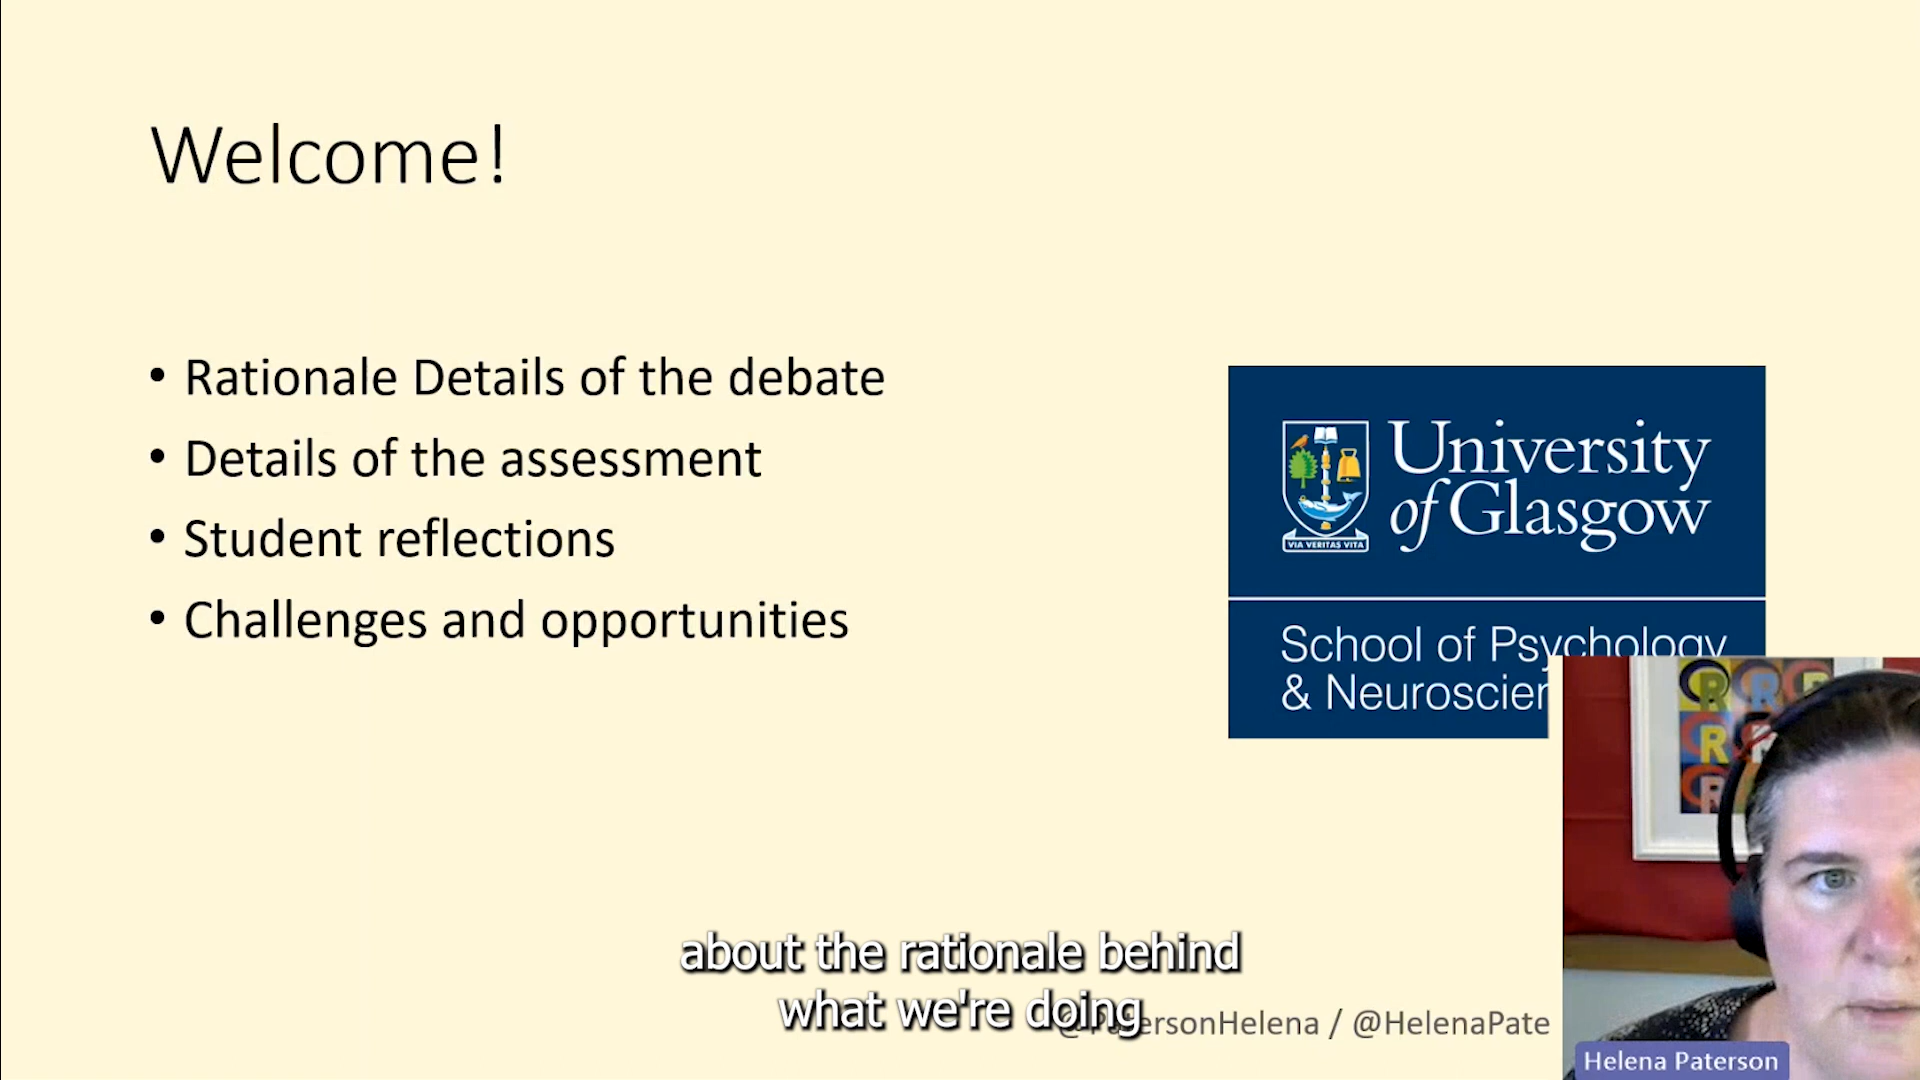 Welcome!
• Rationale Details of the debate
• Details of the assessment
• Student reflections
• Challenges and opportunities
University
of Glasgow
VIA VERITAS VITA
School of Psychology
&
R R R
R R
R
about the rationale behind
what we're doing
/ @HelenaPate
Helena Paterson